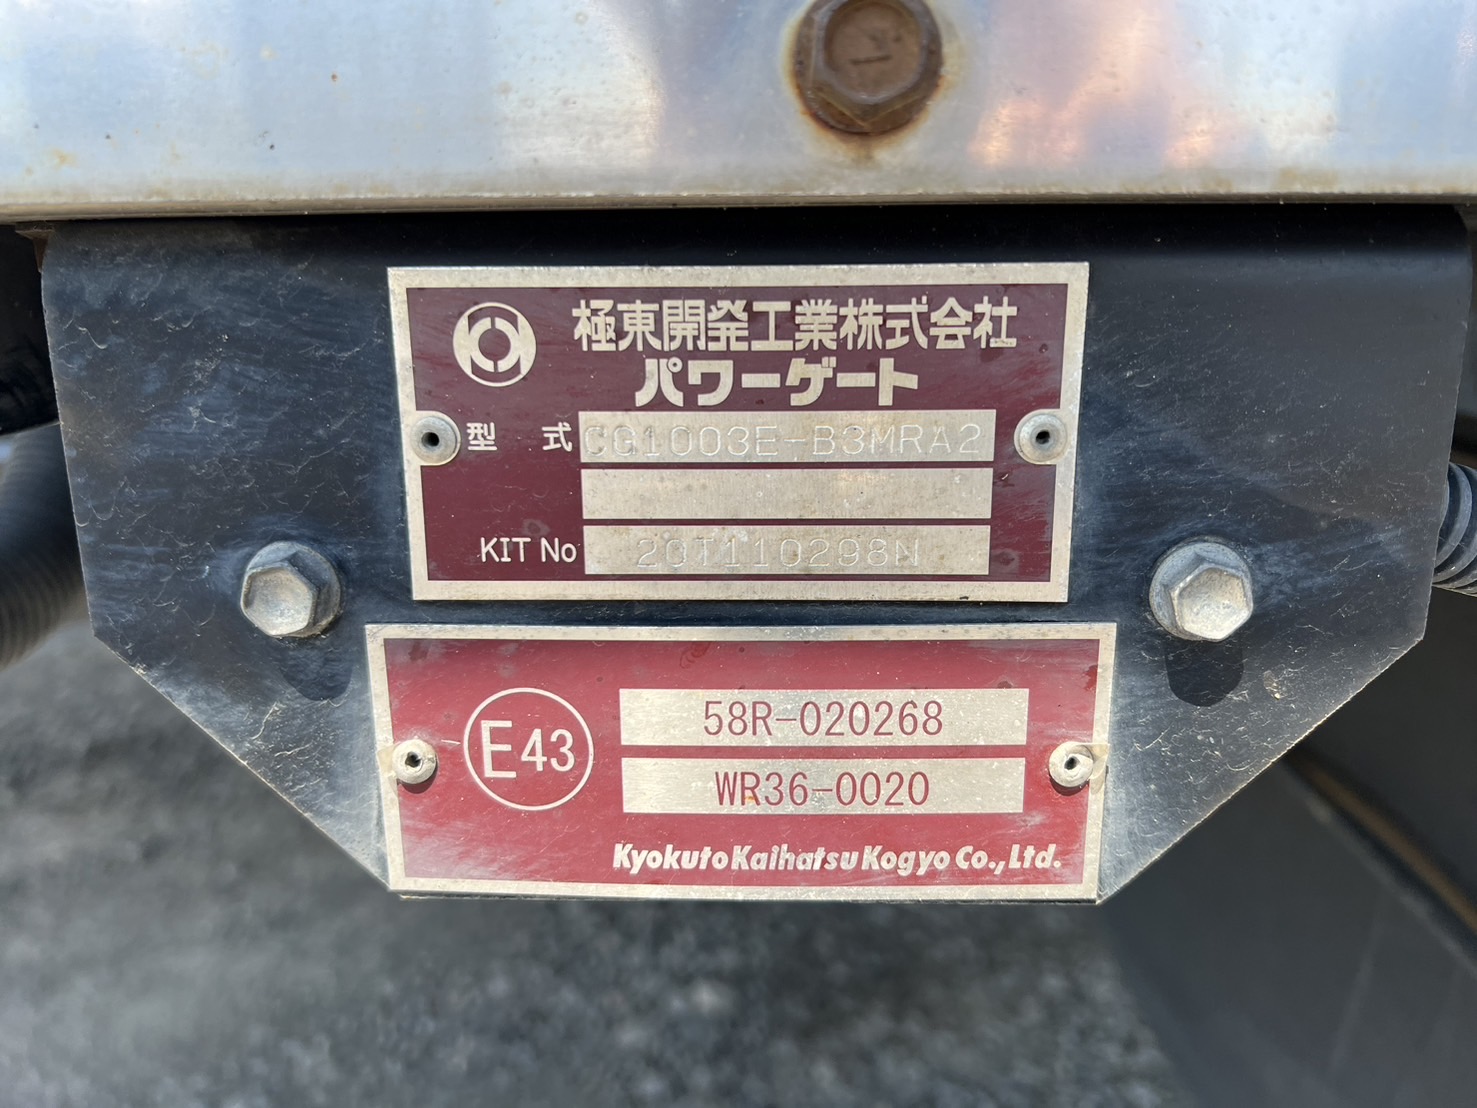 極東開発工業株式会社
パワーゲート
型 式 CG1003E-B3MRA2
KIT No 20T110298N
E43
58R-020268
WR36-0020
Kyokuto Kaihatsu Kogyo Co., Ltd.